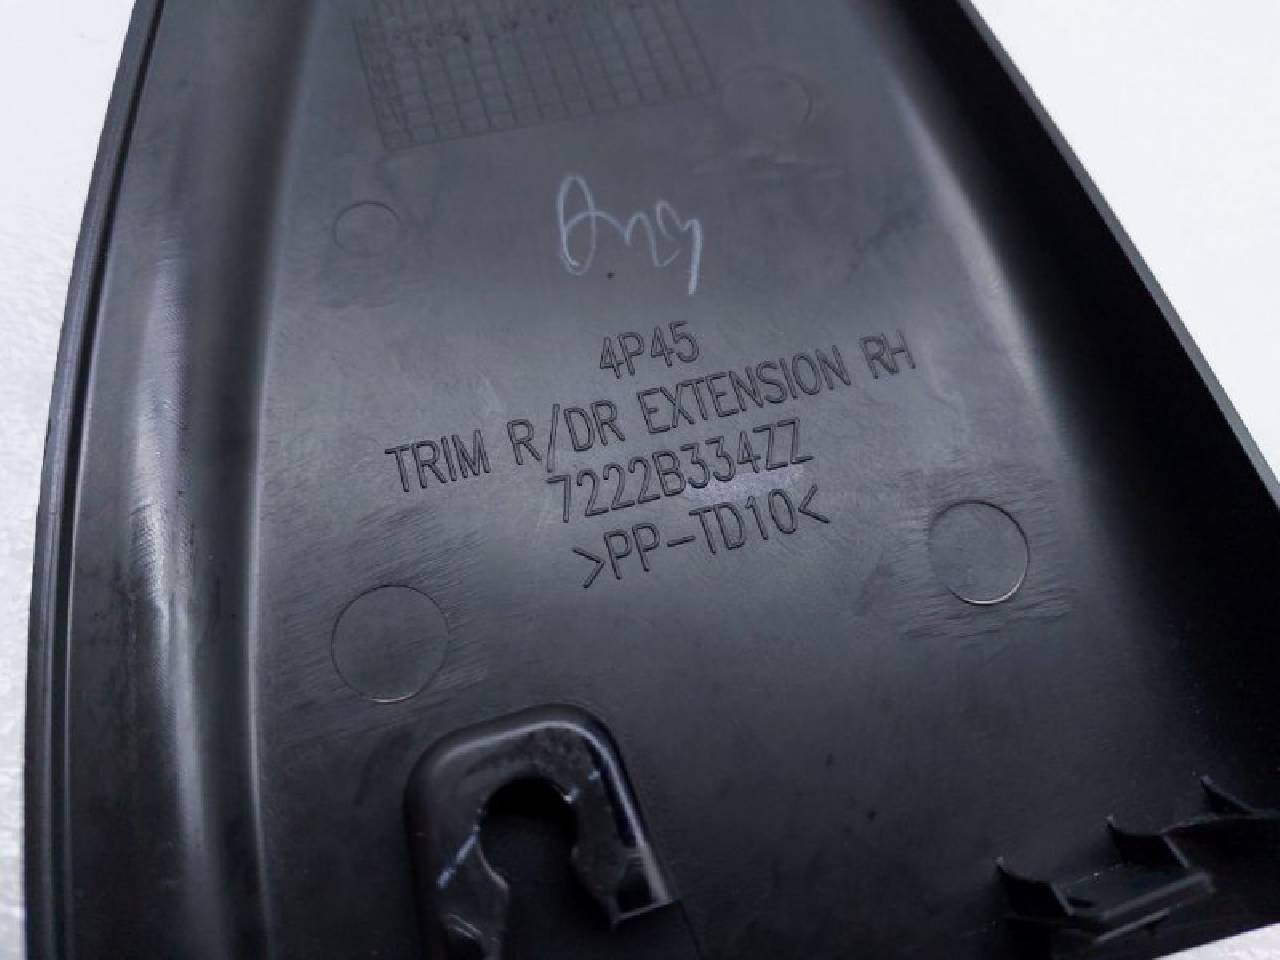 4P45
TRIM R/DR EXTENSION RH
7222B334ZZ
>PP-TD10<